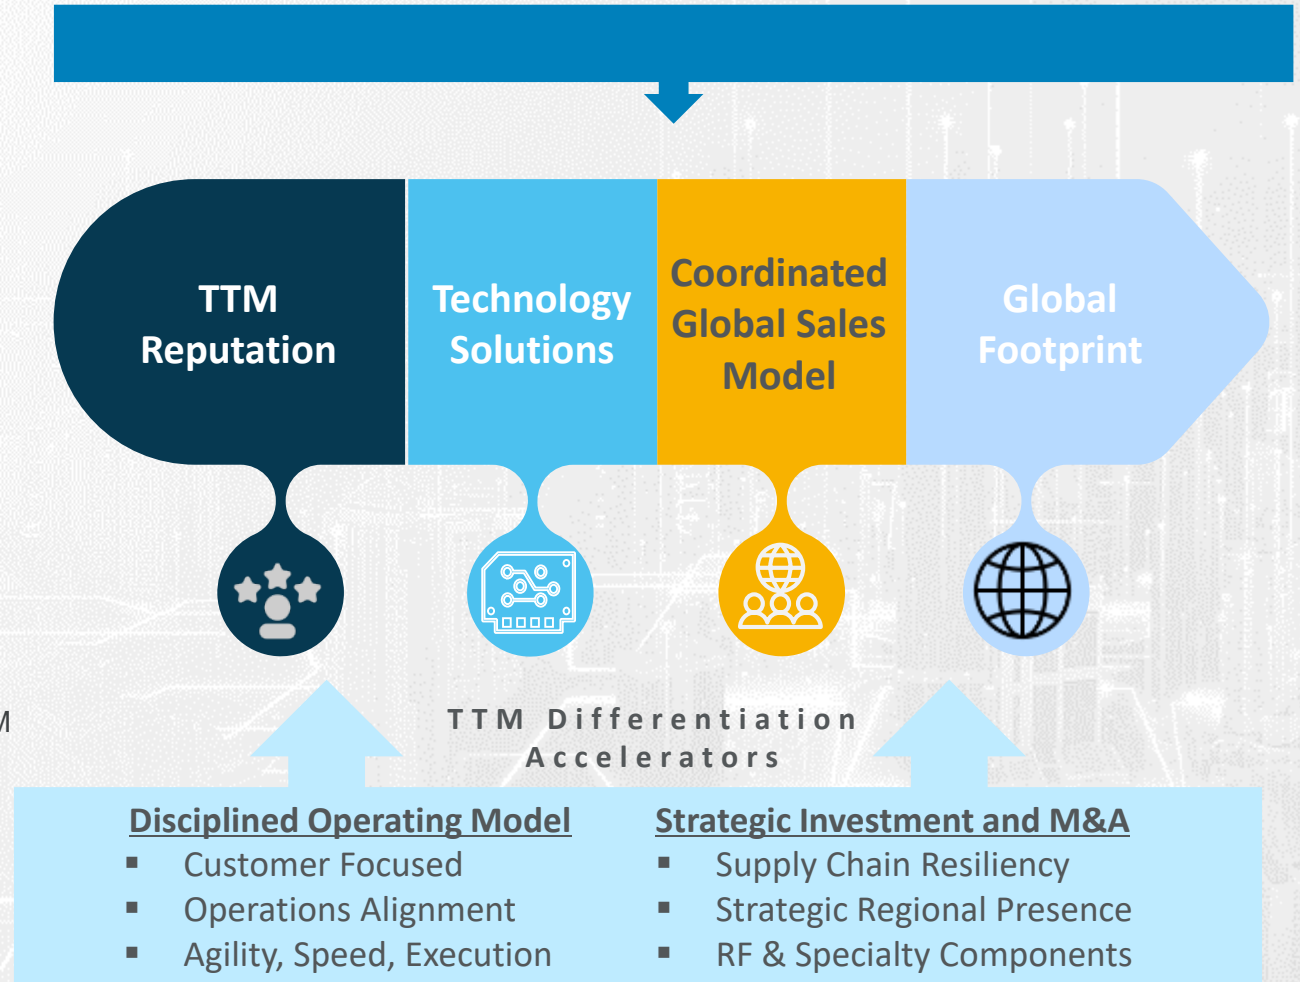 TTM
Reputation
Technology
Solutions
Coordinated
Global Sales
Model
Global
Footprint
M
TTM Differentiation
Accelerators
Disciplined Operating Model
▪ Customer Focused
▪ Operations Alignment
▪ Agility, Speed, Execution
Strategic Investment and M&A
▪ Supply Chain Resiliency
▪ Strategic Regional Presence
▪ RF & Specialty Components